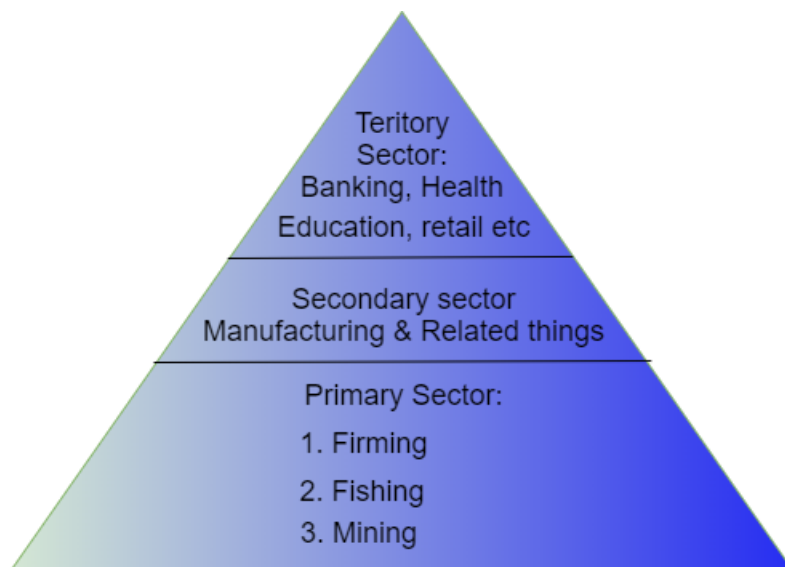 Teritory
Sector:
Banking, Health
Education, retail etc
Secondary sector
Manufacturing & Related things
Primary Sector:
1. Firming
2. Fishing
3. Mining